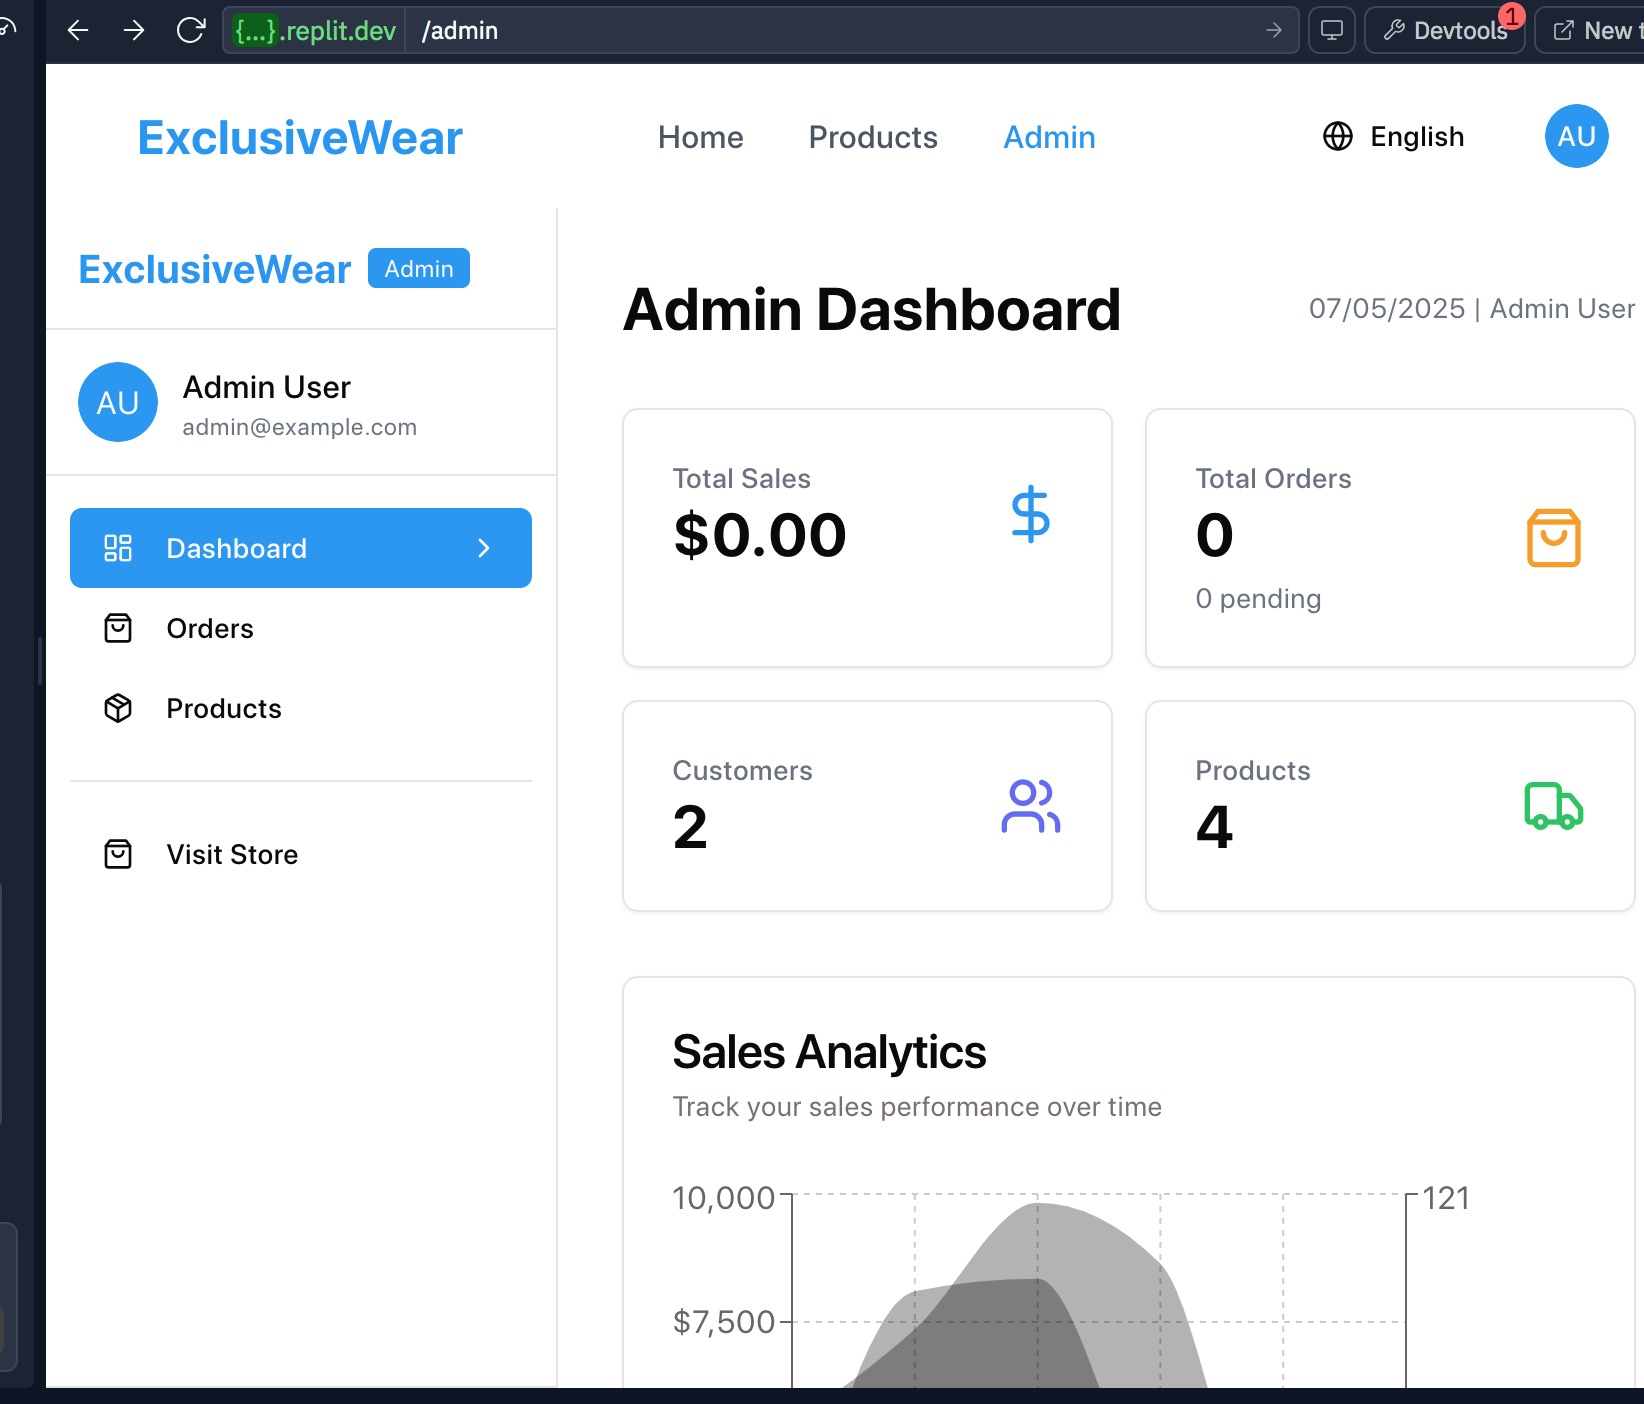 {...}.replit.dev /admin
Devtools 1
New
ExclusiveWear
Home Products Admin
English
AU
ExclusiveWear Admin
AU
Admin User
admin@example.com
Dashboard
Orders
Products
Visit Store
Admin Dashboard
07/05/2025 | Admin User
Total Sales
$0.00
Total Orders
0
0 pending
Customers
2
Products
4
Sales Analytics
Track your sales performance over time
10,000
121
$7,500